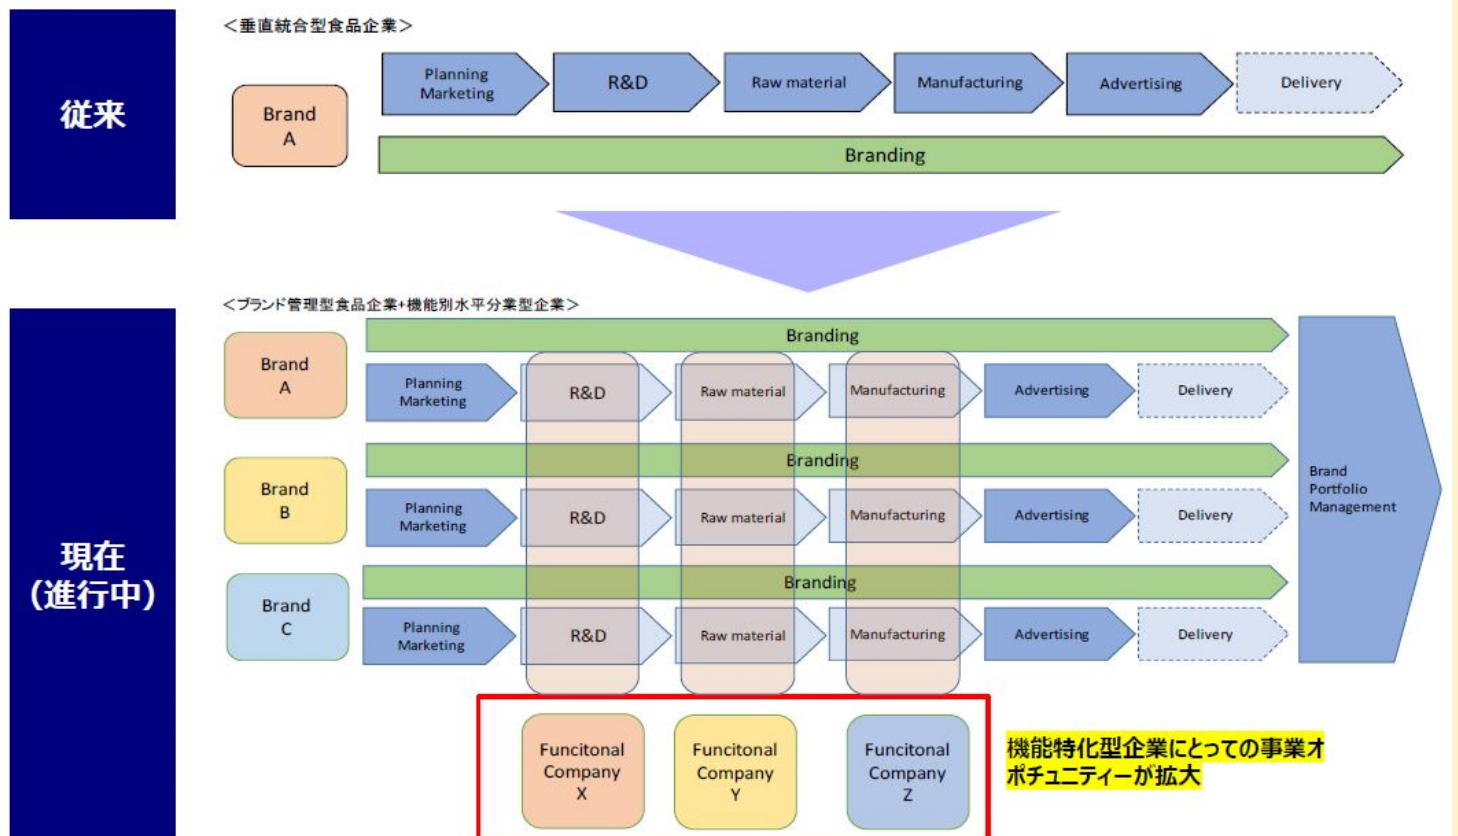 <垂直統合型食品企業>
従来
Brand
A
Planning
Marketing
R&D
Raw material
Manufacturing
Advertising
Delivery
Branding
<ブランド管理型食品企業+機能別水平分業型企業>
現在
(進行中)
Brand
A
Branding
Planning
Marketing
R&D
Raw material
Manufacturing
Advertising
Delivery
Brand
B
Branding
Planning
Marketing
R&D
Raw material
Manufacturing
Advertising
Delivery
Brand
C
Branding
Planning
Marketing
R&D
Raw material
Manufacturing
Advertising
Delivery
Brand
Portfolio
Management
Funcitonal
Company
X
Funcitonal
Company
Y
Funcitonal
Company
Z
機能特化型企業にとっての事業オ
ポチュニティーが拡大